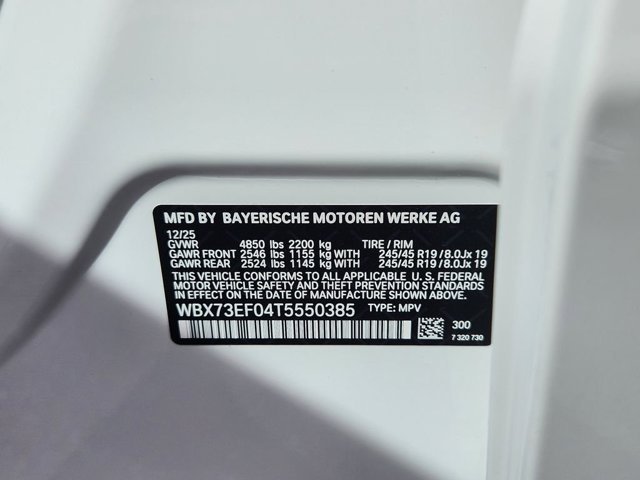 MFD BY BAYERISCHE MOTOREN WERKE AG
12/25
GVWR 4850 lbs 2200 kg TIRE / RIM
GAWR FRONT 2546 lbs 1155 kg WITH 245/45 R19 / 8.0Jx 19
GAWR REAR 2524 lbs 1145 kg WITH 245/45 R19 / 8.0Jx 19
THIS VEHICLE CONFORMS TO ALL APPLICABLE U. S. FEDERAL
MOTOR VEHICLE SAFETY AND THEFT PREVENTION STANDARDS
IN EFFECT ON THE DATE OF MANUFACTURE SHOWN ABOVE.
WBX73EF04T5550385 TYPE: MPV
300
7 320 730